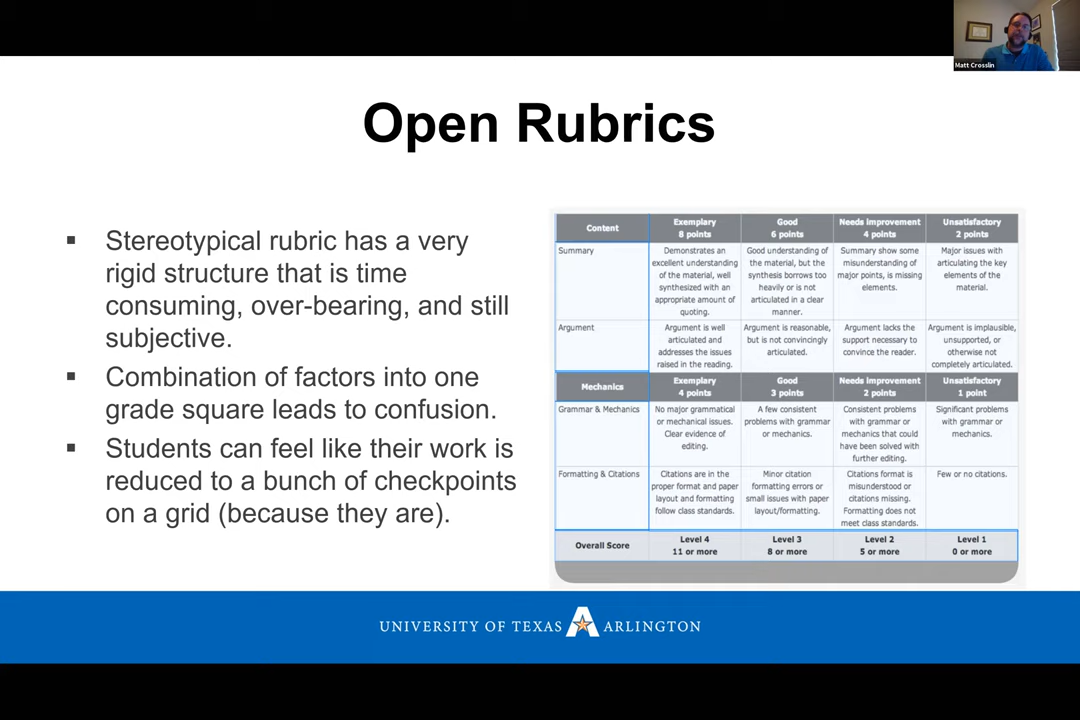 Matt Crosslin
Open Rubrics
▪ Stereotypical rubric has a very
rigid structure that is time
consuming, over-bearing, and still
subjective.
▪ Combination of factors into one
grade square leads to confusion.
▪ Students can feel like their work is
reduced to a bunch of checkpoints
on a grid (because they are).
Content
Exemplary
8 points
Good
6 points
Needs improvement
4 points
Unsatisfactory
2 points
Summary
Demonstrates an
excellent understanding
of the material, well
synthesized with an
appropriate amount of
quoting.
Good understanding of
the material, but the
synthesis borrows too
heavily or is not
articulated in a clear
manner.
Summary show some
misunderstanding of
major points, is missing
elements.
Major issues with
articulating the key
elements of the
material.
Argument
Argument is well
articulated and
addresses the issues
raised in the reading.
Argument is reasonable,
but is not convincingly
articulated.
Argument lacks the
support necessary to
convince the reader.
Argument is implausible,
unsupported, or
otherwise not
completely articulated.
Mechanics
Exemplary
4 points
Good
3 points
Needs improvement
2 points
Unsatisfactory
1 point
Grammar & Mechanics
No major grammatical
or mechanical issues.
Clear evidence of
editing.
A few consistent
problems with grammar
or mechanics.
Consistent problems
with grammar or
mechanics that could
have been solved with
further editing.
Significant problems
with grammar or
mechanics.
Formatting & Citations
Citations are in the
proper format and paper
layout and formatting
follow class standards.
Minor citation
formatting errors or
small issues with paper
layout/formatting.
Citations format is
misunderstood or
citations missing.
Formatting does not
meet class standards.
Few or no citations.
Overall Score
Level 4
11 or more
Level 3
8 or more
Level 2
5 or more
Level 1
0 or more
UNIVERSITY OF TEXAS A ARLINGTON